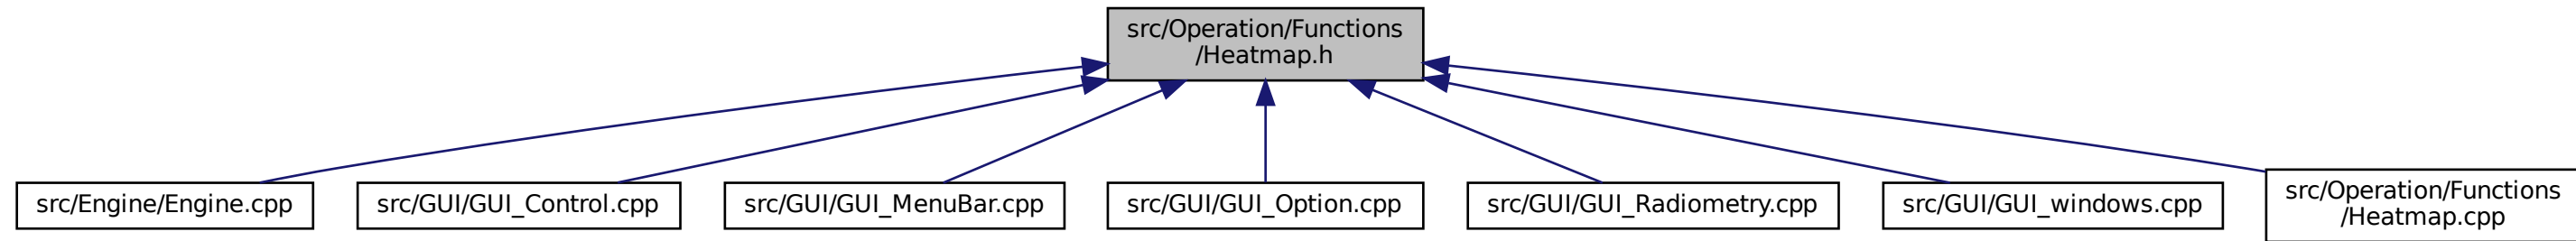 src/Operation/Functions
/Heatmap.h
src/Engine/Engine.cpp
src/GUI/GUI_Control.cpp
src/GUI/GUI_MenuBar.cpp
src/GUI/GUI_Option.cpp
src/GUI/GUI_Radiometry.cpp
src/GUI/GUI_windows.cpp
src/Operation/Functions
/Heatmap.cpp